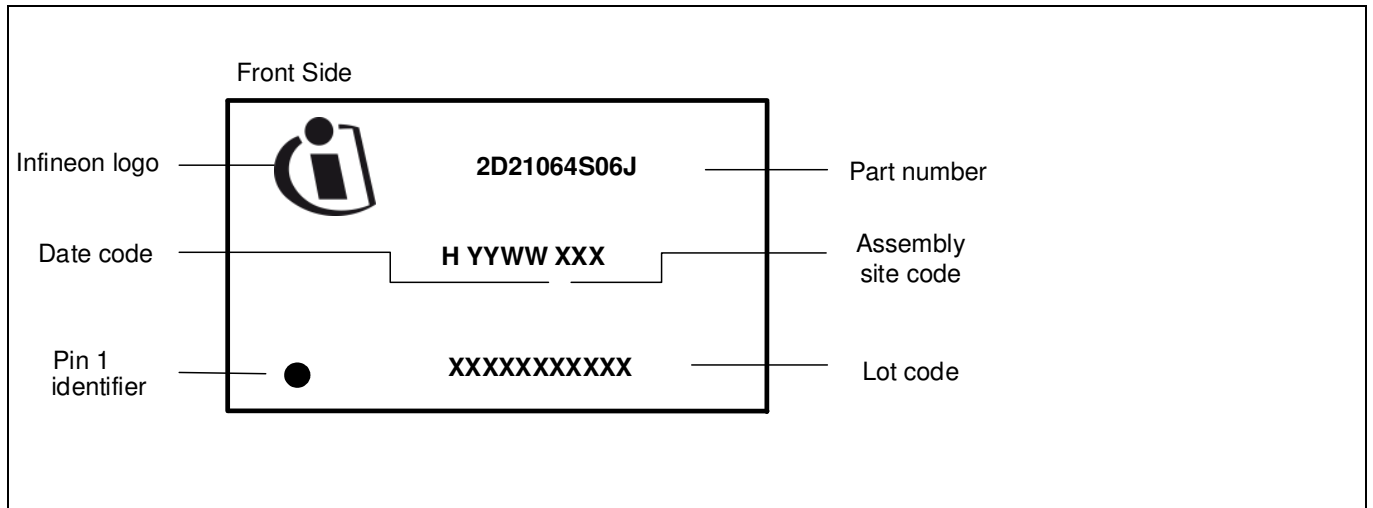 Front Side
Infineon logo
2D21064S06J
Part number
Date code
H YYWW XXX
Assembly
site code
Pin 1
identifier
XXXXXXXXXXX
Lot code